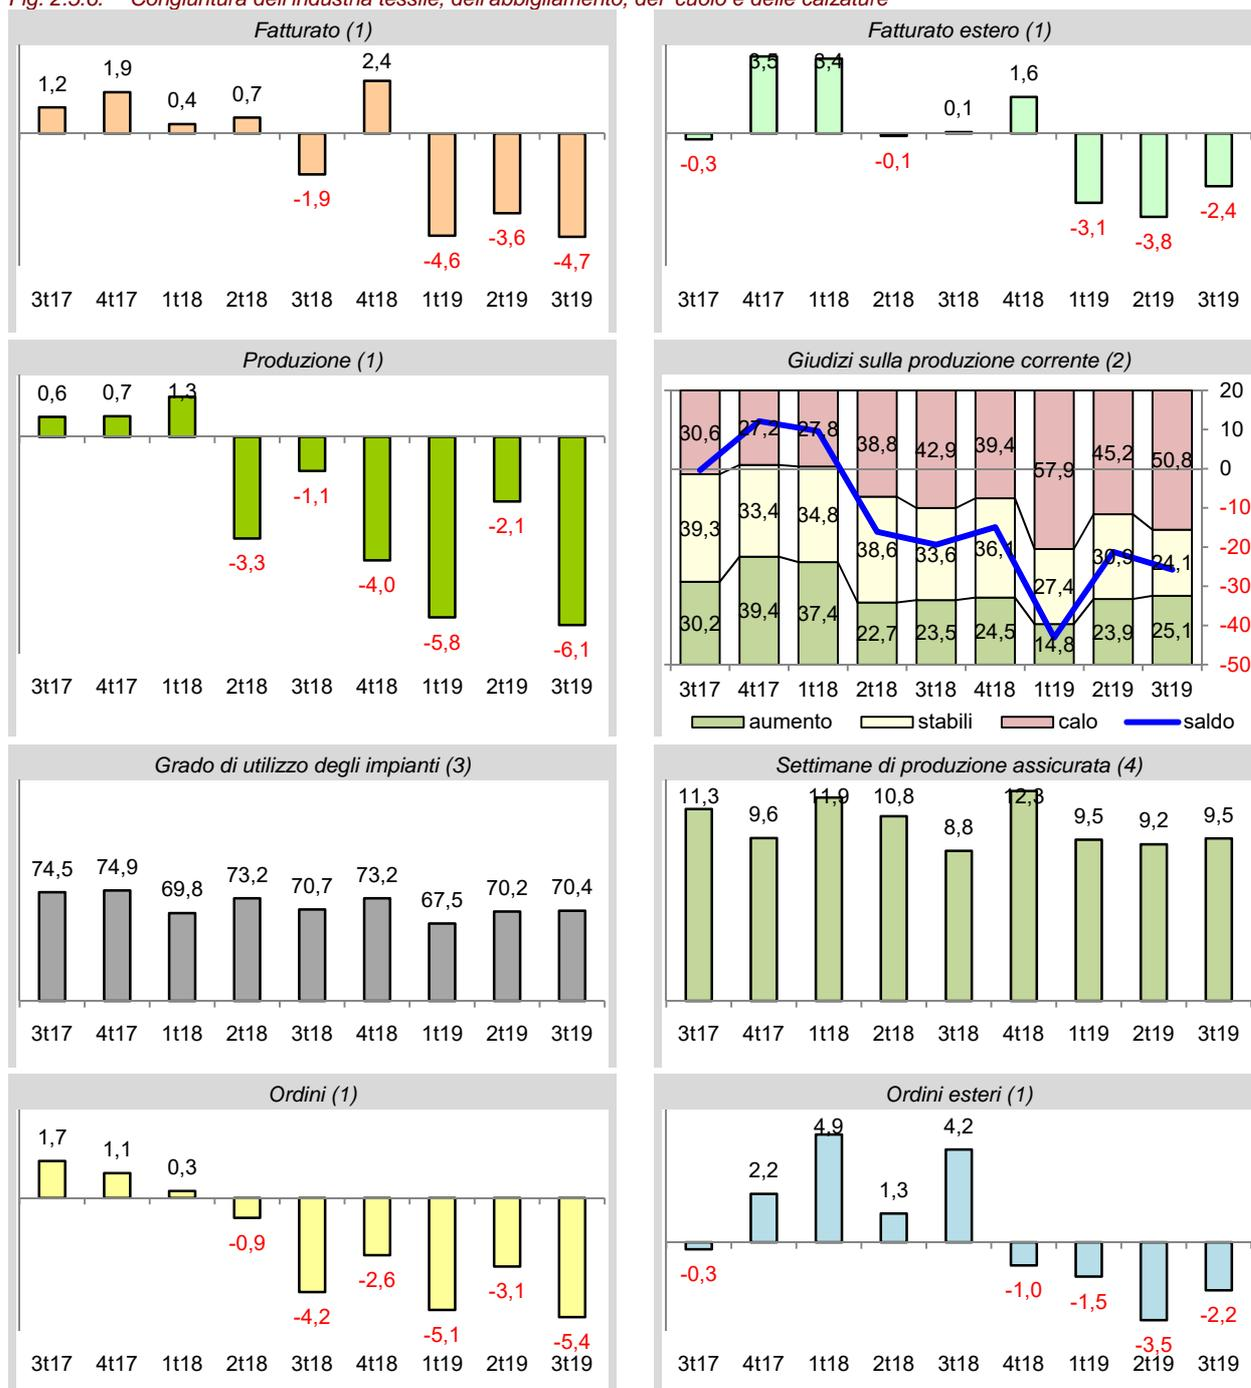 Fig. 2.3.6. Congiuntura dell'industria tessile, dell'abbigliamento, del cuoio e delle calzature
Fatturato (1)
1,2 1,9 0,4 0,7 -1,9 2,4 -4,6 -3,6 -4,7
3t17 4t17 1t18 2t18 3t18 4t18 1t19 2t19 3t19
Fatturato estero (1)
-0,3 3,5 3,4 -0,1 0,1 1,6 -3,1 -3,8 -2,4
3t17 4t17 1t18 2t18 3t18 4t18 1t19 2t19 3t19
Produzione (1)
0,6 0,7 1,3 -3,3 -1,1 -4,0 -5,8 -2,1 -6,1
3t17 4t17 1t18 2t18 3t18 4t18 1t19 2t19 3t19
Giudizi sulla produzione corrente (2)
30,6 27,2 27,8 38,8 42,9 39,4 57,9 45,2 50,8
39,3 33,4 34,8 38,6 33,6 36,1 27,4 30,9 24,1
30,2 39,4 37,4 22,7 23,5 24,5 14,8 23,9 25,1
20
10
0
-10
-20
-30
-40
-50
3t17 4t17 1t18 2t18 3t18 4t18 1t19 2t19 3t19
aumento stabili calo saldo
Grado di utilizzo degli impianti (3)
74,5 74,9 69,8 73,2 70,7 73,2 67,5 70,2 70,4
3t17 4t17 1t18 2t18 3t18 4t18 1t19 2t19 3t19
Settimane di produzione assicurata (4)
11,3 9,6 11,9 10,8 8,8 12,3 9,5 9,2 9,5
3t17 4t17 1t18 2t18 3t18 4t18 1t19 2t19 3t19
Ordini (1)
1,7 1,1 0,3 -0,9 -4,2 -2,6 -5,1 -3,1 -5,4
3t17 4t17 1t18 2t18 3t18 4t18 1t19 2t19 3t19
Ordini esteri (1)
-0,3 2,2 4,9 1,3 4,2 -1,0 -1,5 -3,5 -2,2
3t17 4t17 1t18 2t18 3t18 4t18 1t19 2t19 3t19